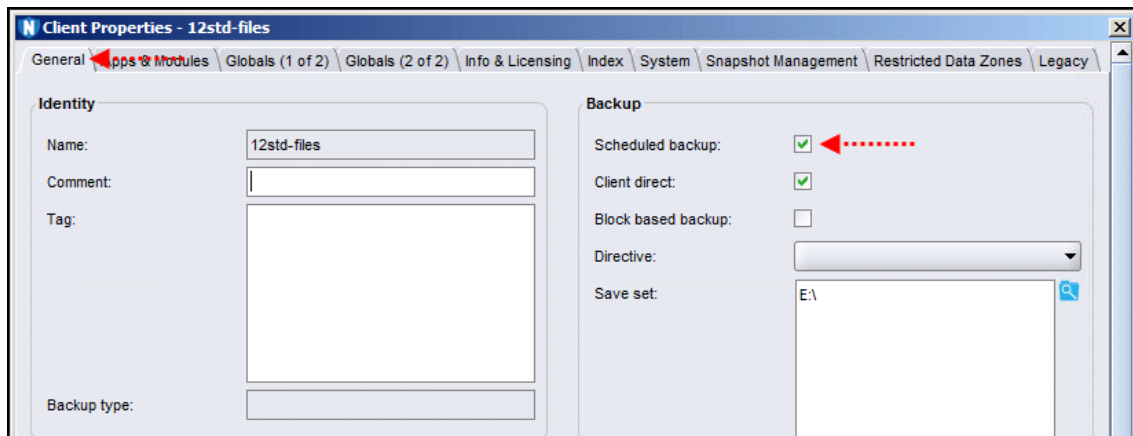 Client Properties - 12std-files
General Apps & Modules Globals (1 of 2) Globals (2 of 2) Info & Licensing Index System Snapshot Management Restricted Data Zones Legacy
Identity
Name: 12std-files
Comment:
Tag:
Backup type:
Backup
Scheduled backup:
Client direct:
Block based backup:
Directive:
Save set: E:\